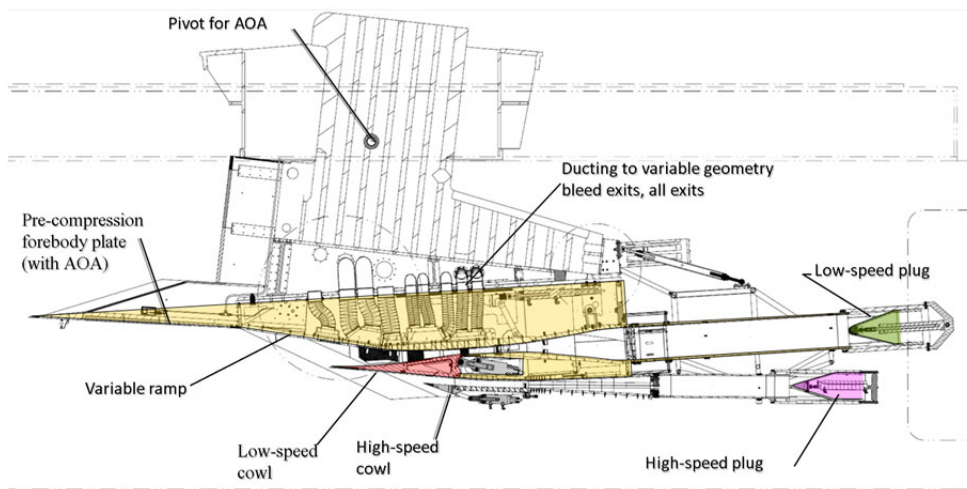 Pivot for AOA
Ducting to variable geometry
bleed exits, all exits
Pre-compression
forebody plate
(with AOA)
Low-speed plug
Variable ramp
Low-speed
cowl
High-speed
cowl
High-speed plug